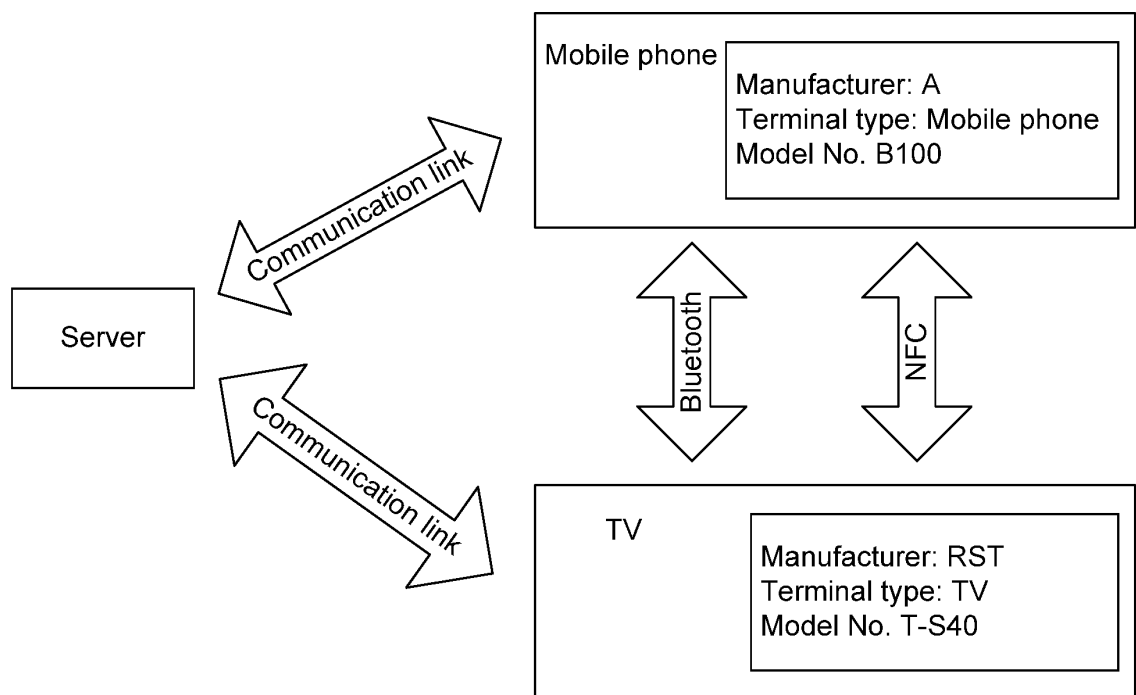 Mobile phone
Manufacturer: A
Terminal type: Mobile phone
Model No. B100
Communication link
Server
Bluetooth
NFC
Communication link
TV
Manufacturer: RST
Terminal type: TV
Model No. T-S40